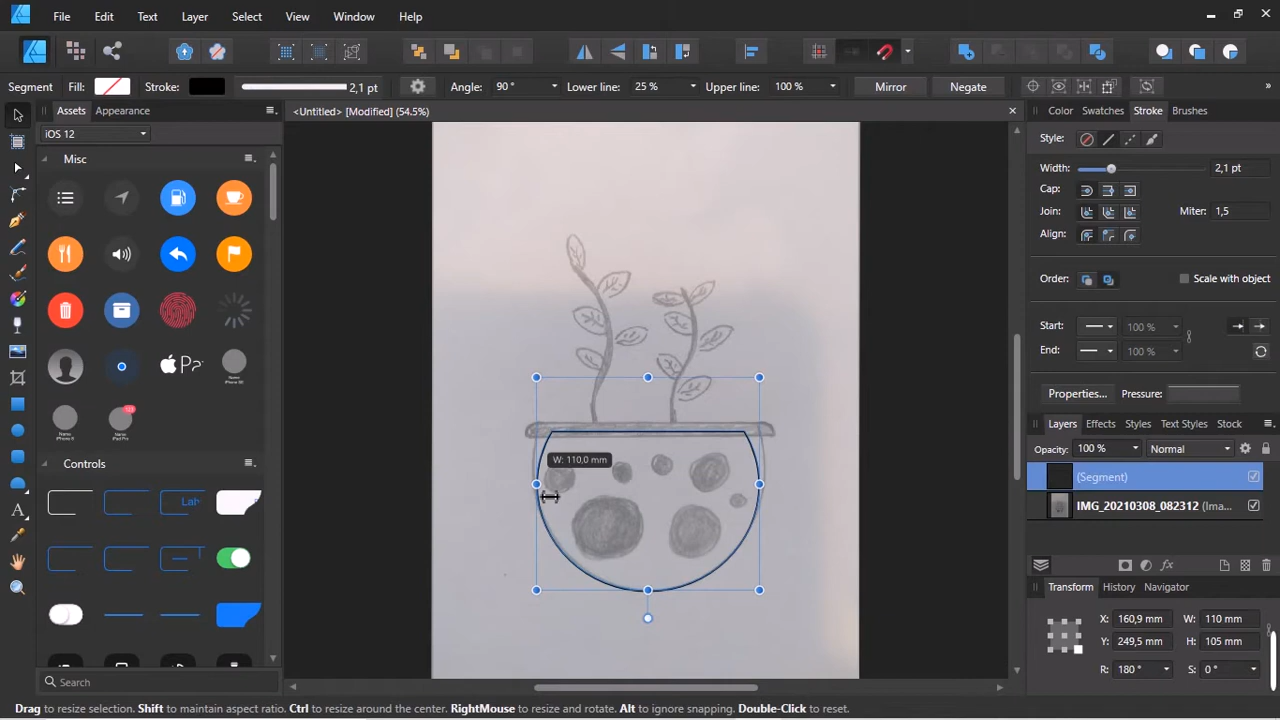 File Edit Text Layer Select View Window Help
Segment Fill: Stroke: 2,1 pt Angle: 90 ° Lower line: 25 % Upper line: 100 % Mirror Negate »
Assets Appearance
<Untitled> [Modified] (54.5%)
Color Swatches Stroke Brushes
iOS 12
Misc
Style:
Width: 2,1 pt
Cap:
Join: Miter: 1,5
Align:
Order: Scale with object
Start: 100 %
End: 100 %
Properties... Pressure:
Controls
Layers Effects Styles Text Styles Stock
Opacity: 100 % Normal
(Segment)
IMG_20210308_082312 (Ima...
W: 110,0 mm
Transform History Navigator
X: 160,9 mm W: 110 mm
Y: 249,5 mm H: 105 mm
R: 180 ° S: 0 °
Search
Drag to resize selection. Shift to maintain aspect ratio. Ctrl to resize around the center. RightMouse to resize and rotate. Alt to ignore snapping. Double-Click to reset.